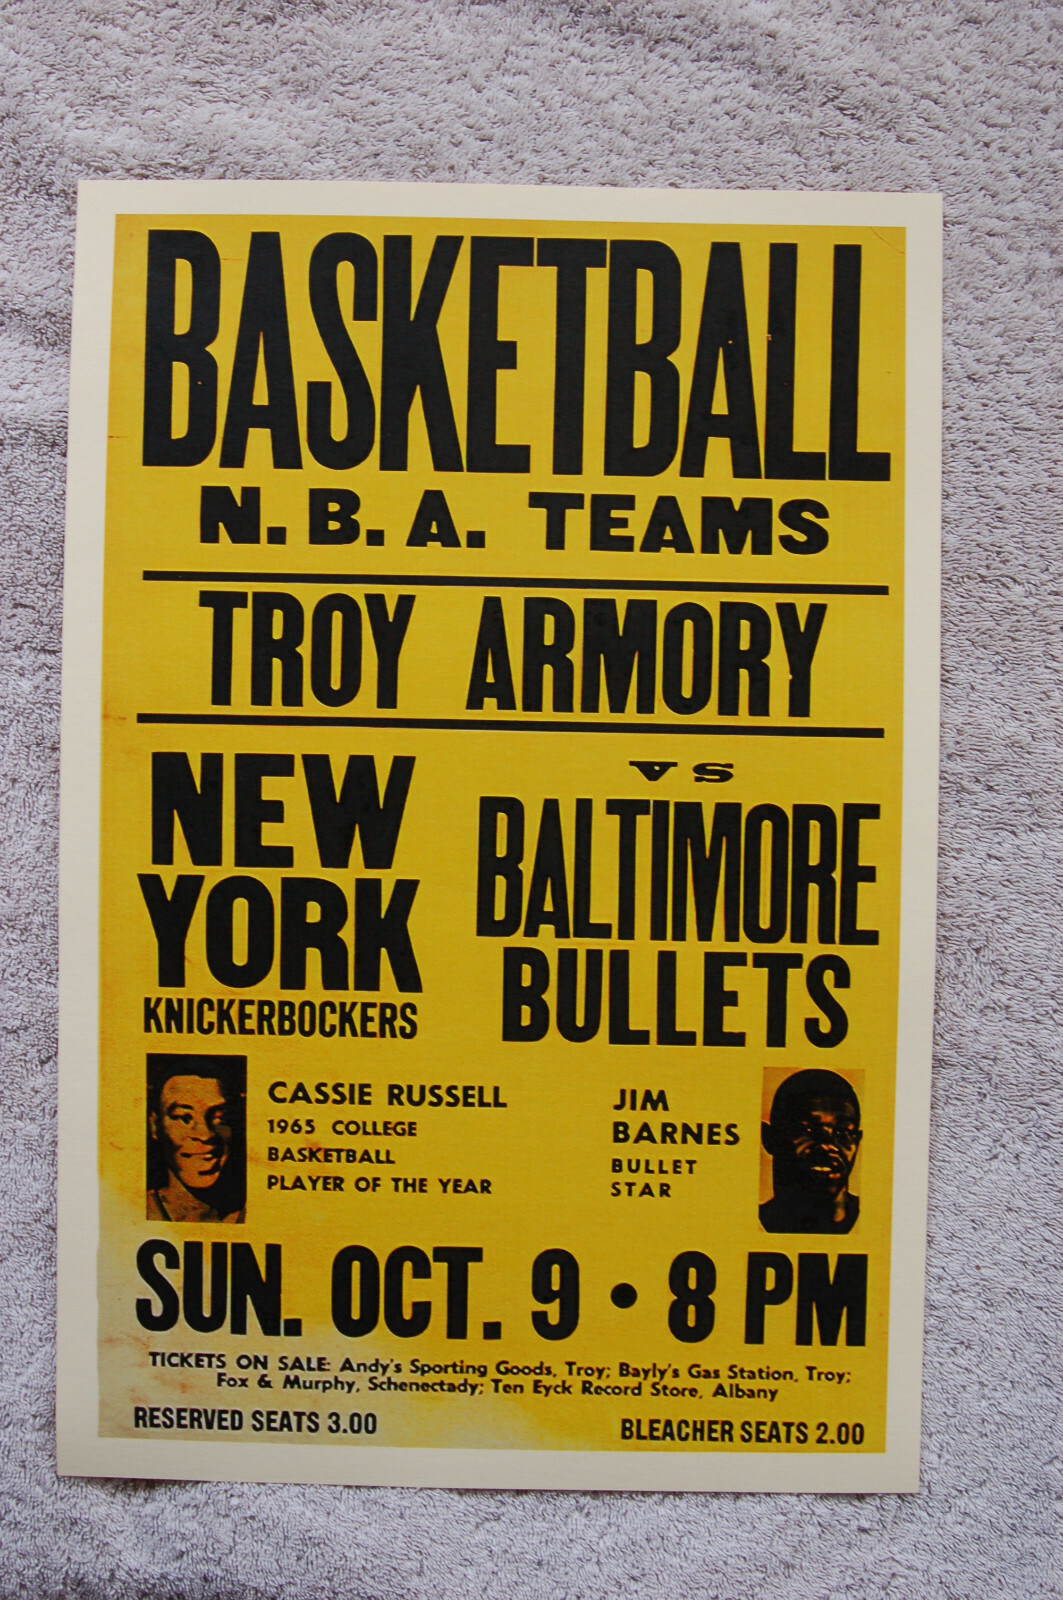 BASKETBALL
N. B. A. TEAMS
TROY ARMORY
NEW
YORK
KNICKERBOCKERS
VS
BALTIMORE
BULLETS
CASSIE RUSSELL
1965 COLLEGE
BASKETBALL
PLAYER OF THE YEAR
JIM
BARNES
BULLET
STAR
SUN. OCT. 9 • 8 PM
TICKETS ON SALE: Andy's Sporting Goods, Troy; Bayly's Gas Station, Troy;
Fox & Murphy, Schenectady; Ten Eyck Record Store, Albany
RESERVED SEATS 3.00
BLEACHER SEATS 2.00